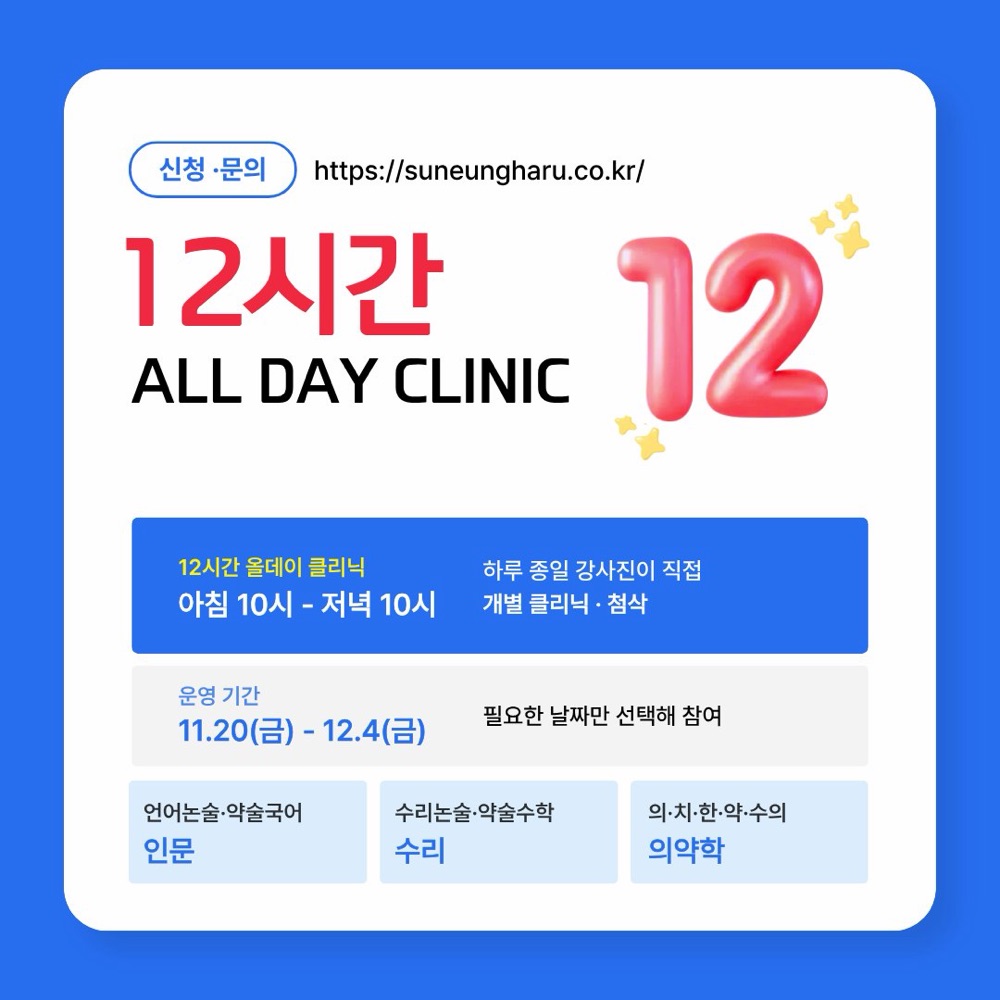 신청 ·문의 https://suneungharu.co.kr/
12시간
ALL DAY CLINIC
12
12시간 올데이 클리닉
아침 10시 - 저녁 10시
하루 종일 강사진이 직접
개별 클리닉 · 첨삭
운영 기간
11.20(금) - 12.4(금)
필요한 날짜만 선택해 참여
언어논술·약술국어
인문
수리논술·약술수학
수리
의·치·한·약·수의
의약학